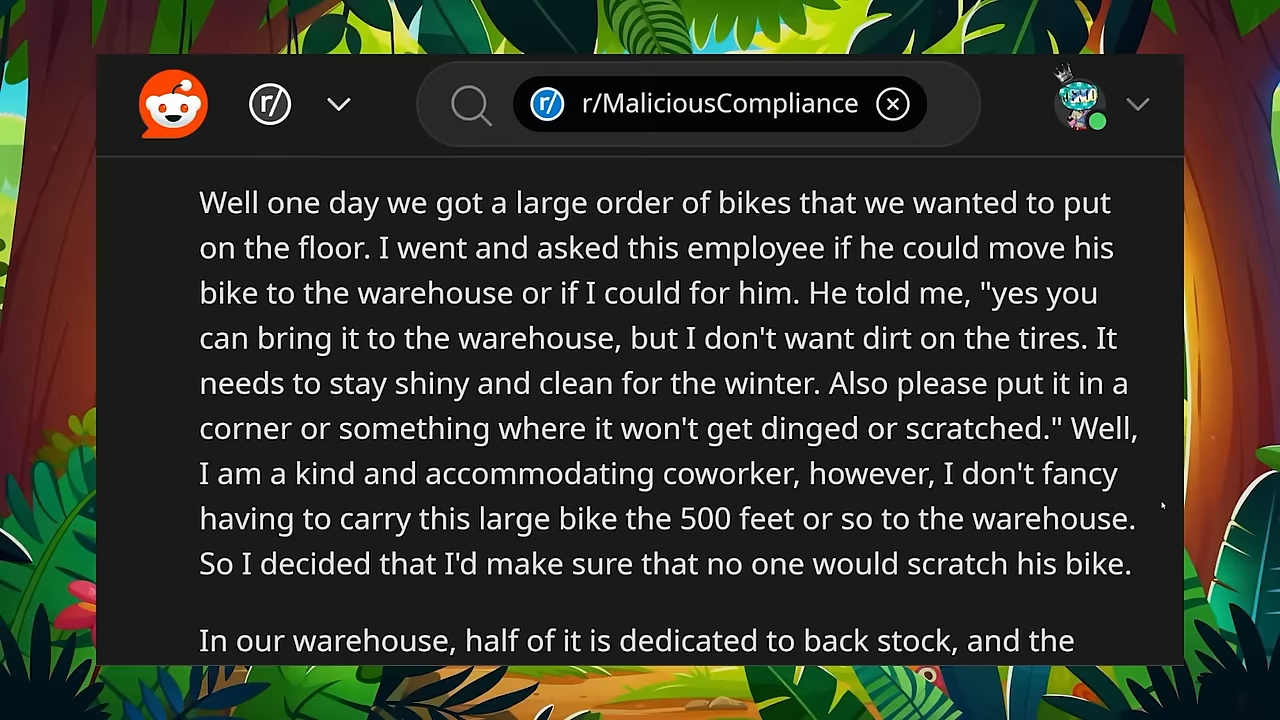 r/ r/MaliciousCompliance
Well one day we got a large order of bikes that we wanted to put
on the floor. I went and asked this employee if he could move his
bike to the warehouse or if I could for him. He told me, "yes you
can bring it to the warehouse, but I don't want dirt on the tires. It
needs to stay shiny and clean for the winter. Also please put it in a
corner or something where it won't get dinged or scratched." Well,
I am a kind and accommodating coworker, however, I don't fancy
having to carry this large bike the 500 feet or so to the warehouse.
So I decided that I'd make sure that no one would scratch his bike.
In our warehouse, half of it is dedicated to back stock, and the